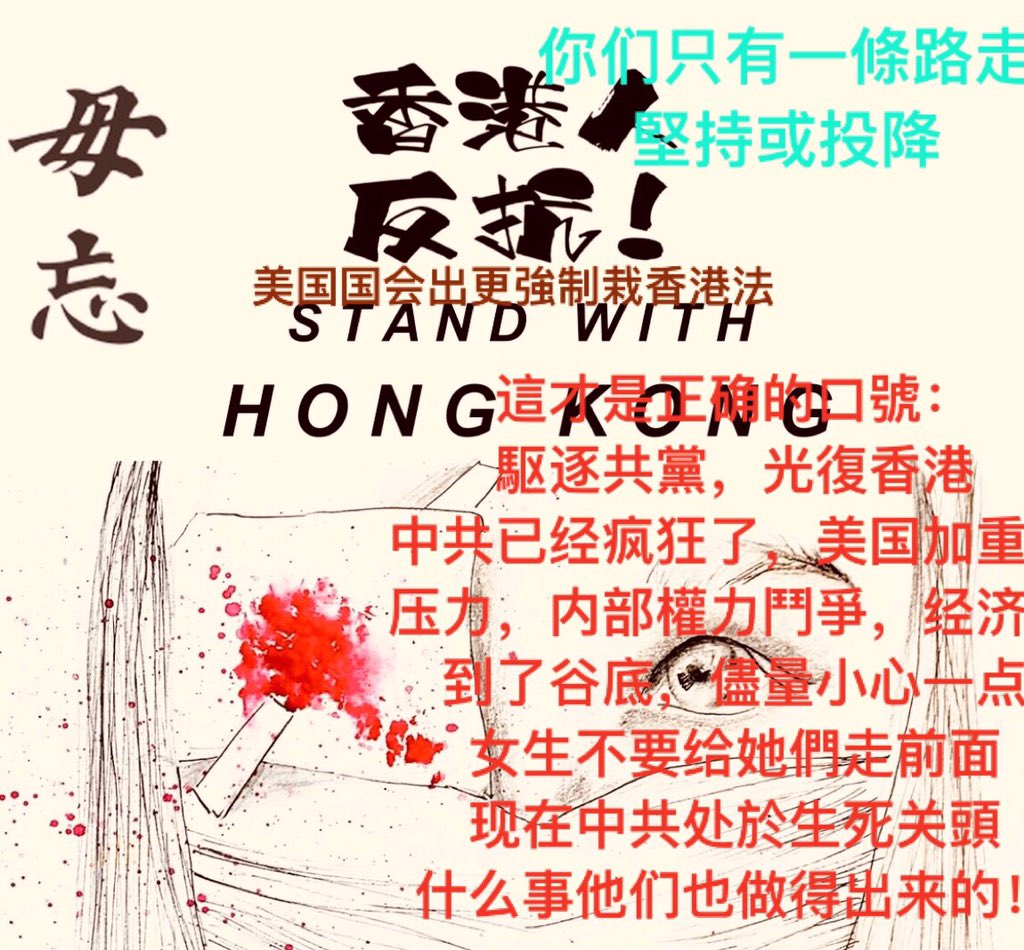 毋忘
香港人
反抗！
你们只有一條路走
堅持或投降
美国国会出更強制栽香港法
STAND WITH
HONG KONG
這才是正确的口號：
駆逐共黨，光復香港
中共已经疯狂了，美国加重
压力，内部權力鬥爭，经济
到了谷底，儘量小心一点
女生不要给她們走前面
现在中共处於生死关頭
什么事他们也做得出来的！